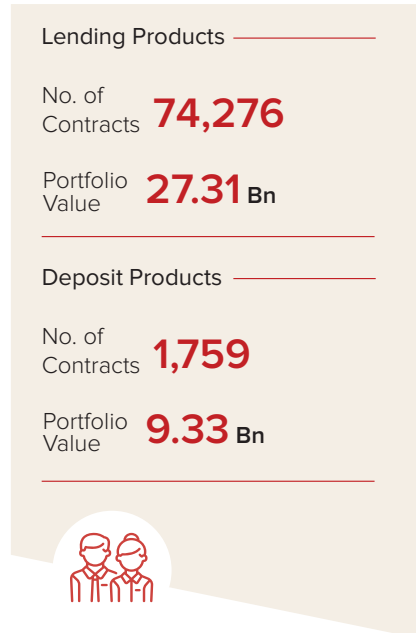 Lending Products
No. of
Contracts 74,276
Portfolio
Value 27.31 Bn
Deposit Products
No. of
Contracts 1,759
Portfolio
Value 9.33 Bn